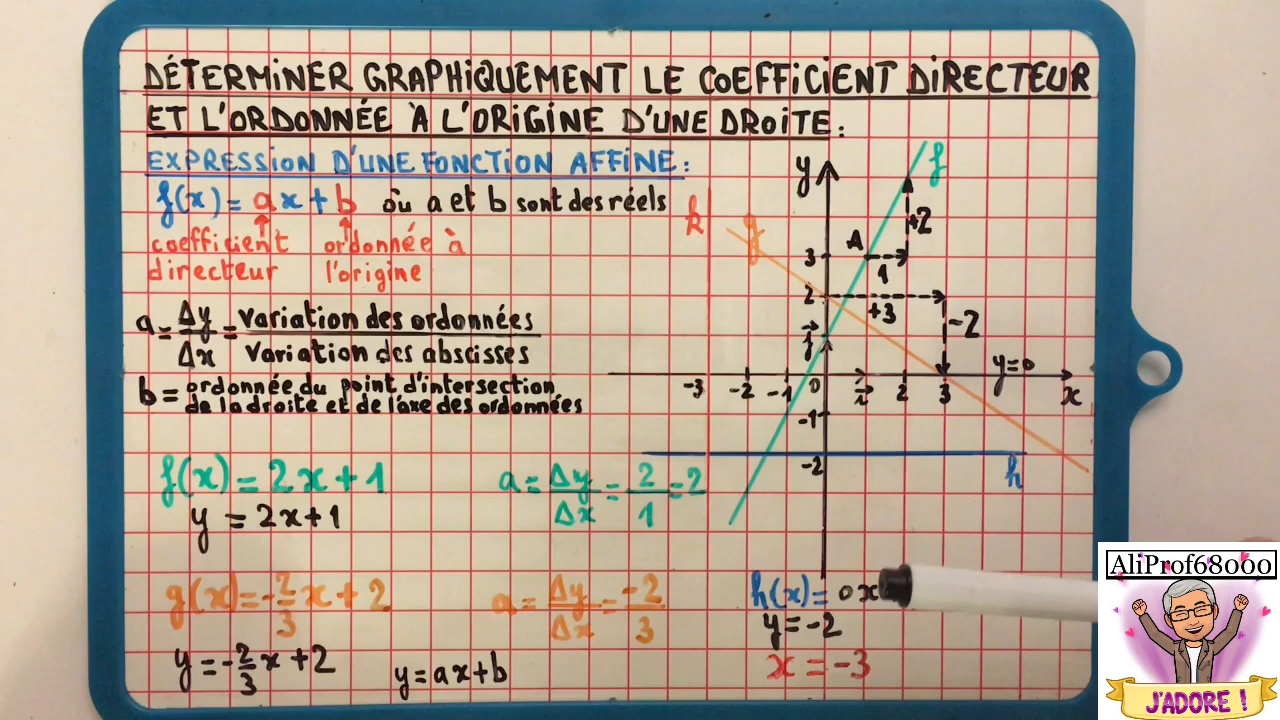 DÉTERMINER GRAPHIQUEMENT LE COEFFICIENT DIRECTEUR
ET L'ORDONNÉE À L'ORIGINE D'UNE DROITE :
EXPRESSION D'UNE FONCTION AFFINE :
f(x) = ax + b où a et b sont des réels
coefficient ordonnée à
directeur l'origine
a = Δy/Δx = variation des ordonnées / variation des abscisses
b = ordonnée du point d'intersection
de la droite et de l'axe des ordonnées
y
f
k
g
A
+2
3
1
2
+3
-2
j
y=0
-3 -2 -1 0 i 2 3 x
-1
-2
h
f(x) = 2x + 1
y = 2x+1
a = Δy/Δx = 2/1 = 2
g(x) = -2/3 x + 2
a = Δy/Δx = -2/3
y = -2/3 x + 2
y = ax+b
h(x) = 0x
y = -2
x = -3
AliProf68000
J'ADORE !